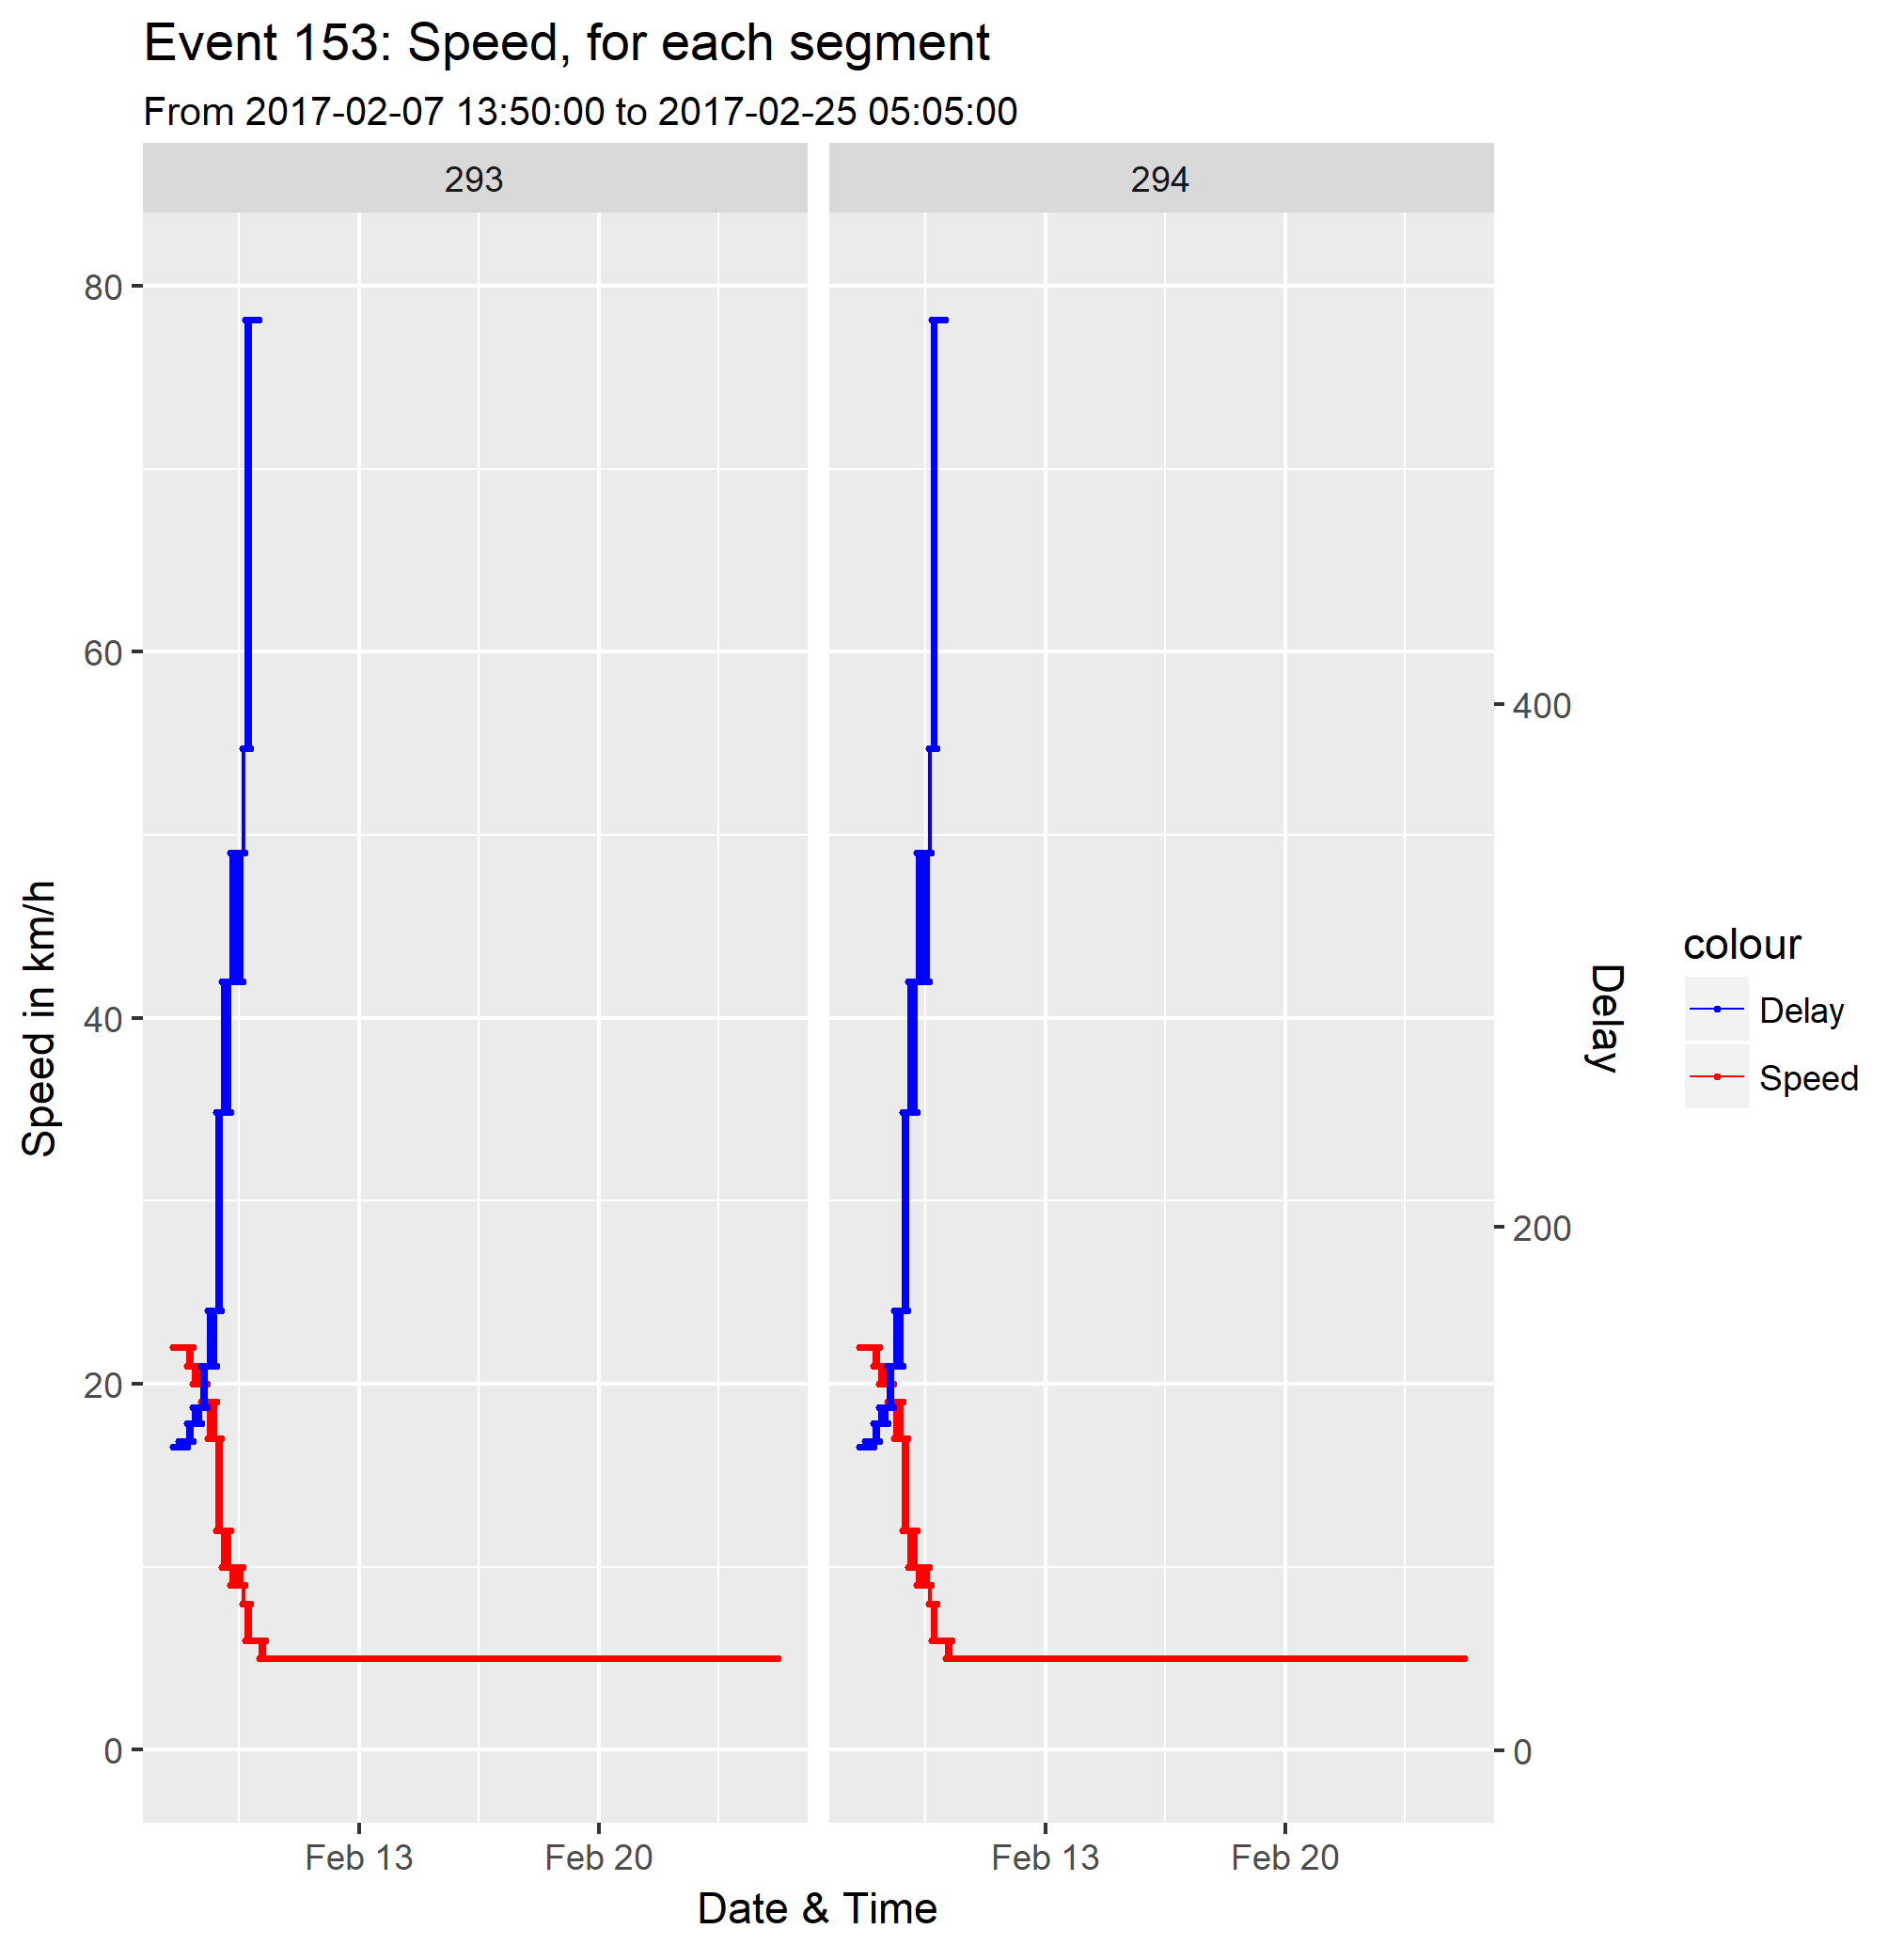 Event 153: Speed, for each segment
From 2017-02-07 13:50:00 to 2017-02-25 05:05:00
293
294
80
60
40
20
0
Speed in km/h
400
200
0
Delay
colour
Delay
Speed
Feb 13
Feb 20
Feb 13
Feb 20
Date & Time